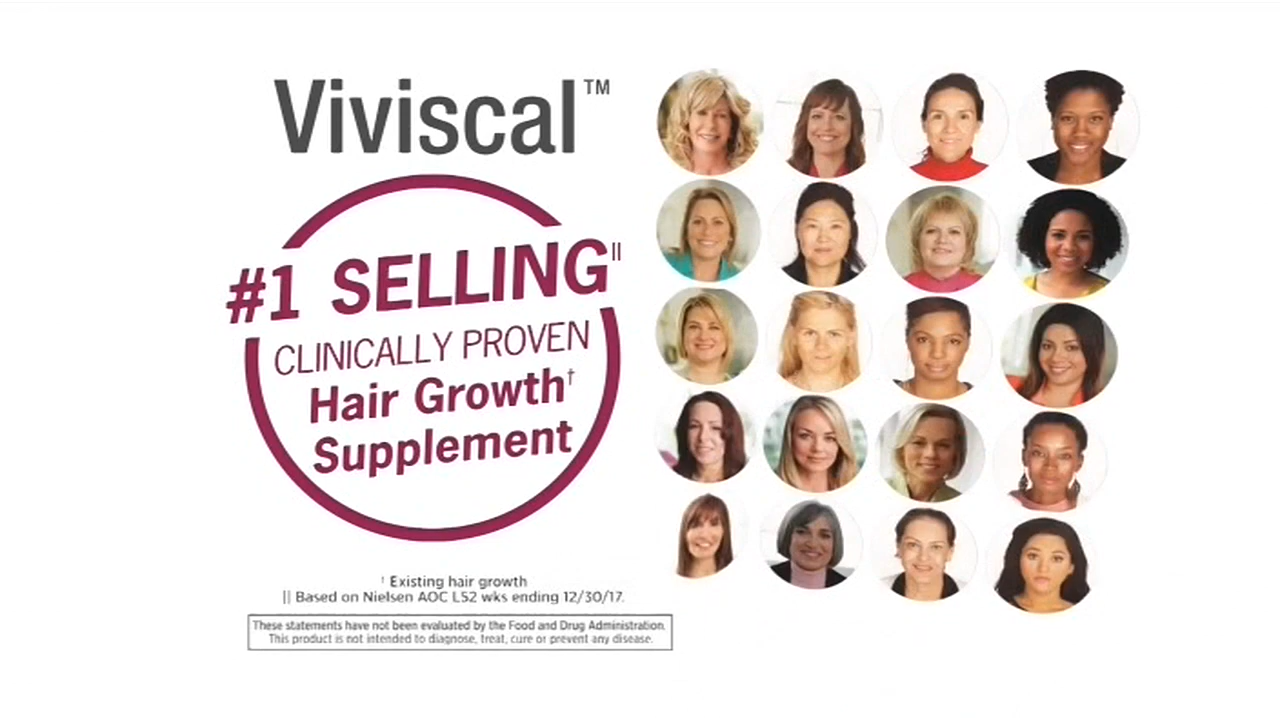 Viviscal™
#1 SELLING||
CLINICALLY PROVEN
Hair Growth†
Supplement
† Existing hair growth
|| Based on Nielsen AOC L52 wks ending 12/30/17.
These statements have not been evaluated by the Food and Drug Administration.
This product is not intended to diagnose, treat, cure or prevent any disease.